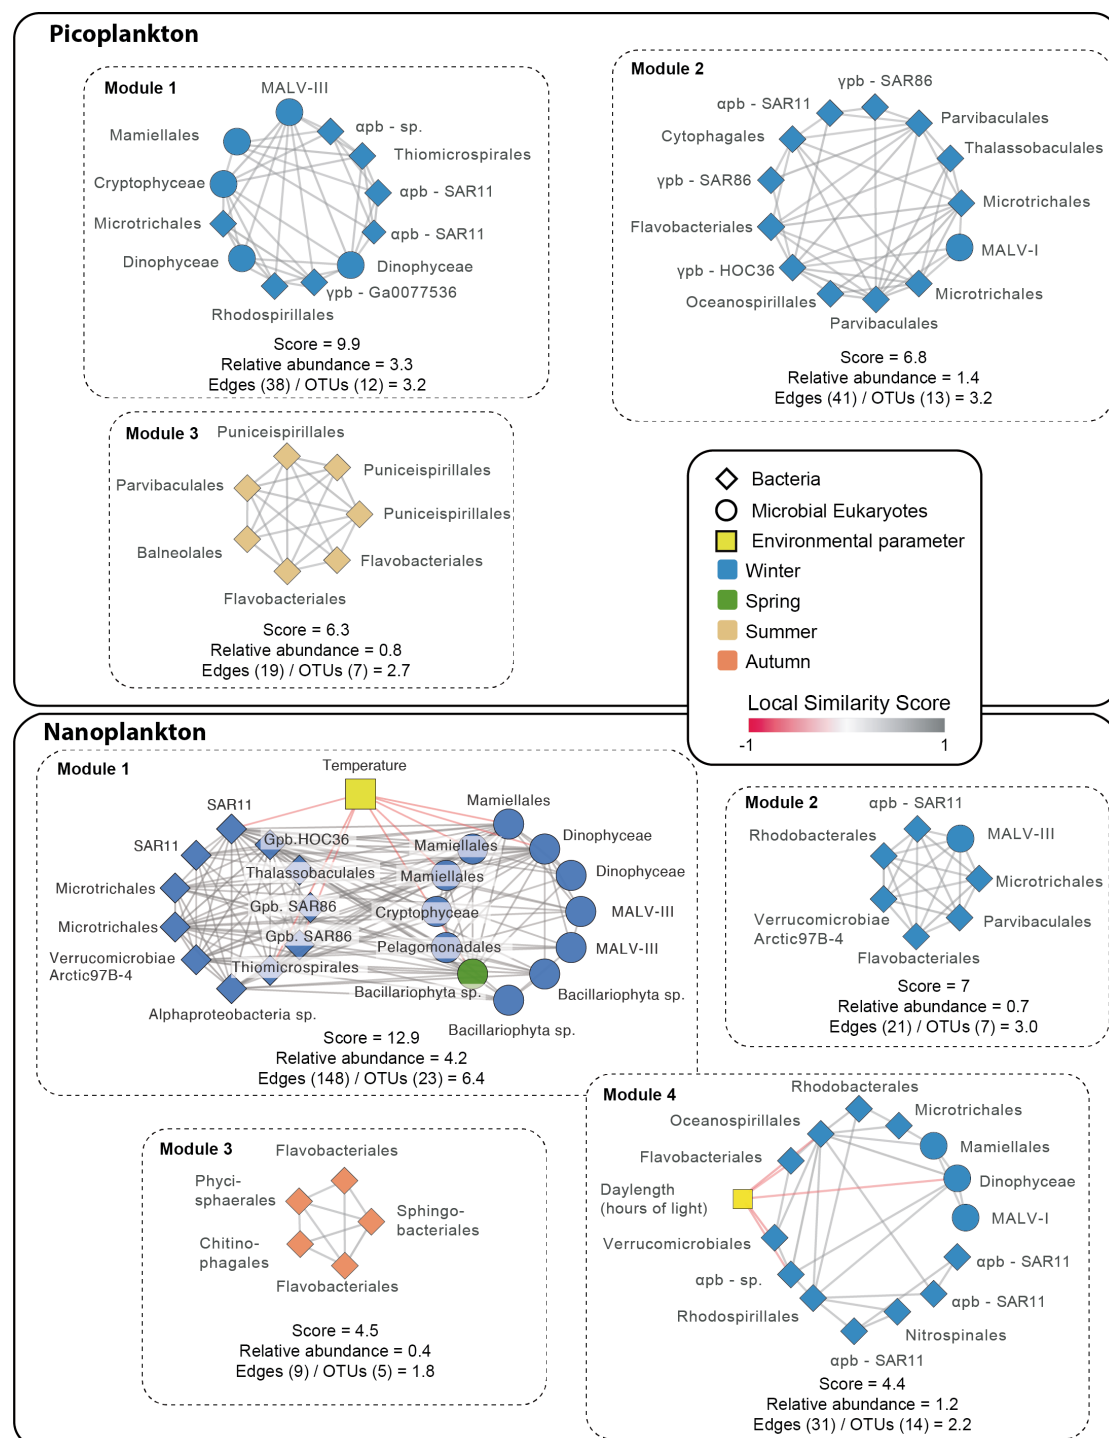 Picoplankton
Module 1
MALV-III
αpb - sp.
Mamiellales
Thiomicrospirales
Cryptophyceae
αpb - SAR11
Microtrichales
αpb - SAR11
Dinophyceae
Dinophyceae
γpb - Ga0077536
Rhodospirillales
Score = 9.9
Relative abundance = 3.3
Edges (38) / OTUs (12) = 3.2
Module 2
γpb - SAR86
αpb - SAR11
Parvibaculales
Cytophagales
Thalassobaculales
γpb - SAR86
Microtrichales
Flavobacteriales
MALV-I
γpb - HOC36
Microtrichales
Oceanospirillales
Parvibaculales
Score = 6.8
Relative abundance = 1.4
Edges (41) / OTUs (13) = 3.2
Module 3
Puniceispirillales
Puniceispirillales
Parvibaculales
Puniceispirillales
Balneolales
Flavobacteriales
Flavobacteriales
Score = 6.3
Relative abundance = 0.8
Edges (19) / OTUs (7) = 2.7
Bacteria
Microbial Eukaryotes
Environmental parameter
Winter
Spring
Summer
Autumn
Local Similarity Score
-1 1
Nanoplankton
Module 1
Temperature
SAR11
Mamiellales
Gpb.HOC36
Dinophyceae
SAR11
Mamiellales
Thalassobaculales
Mamiellales
Dinophyceae
Microtrichales
Gpb. SAR86
Cryptophyceae
MALV-III
Microtrichales
Gpb. SAR86
Pelagomonadales
MALV-III
Verrucomicrobiae
Arctic97B-4
Thiomicrospirales
Bacillariophyta sp.
Bacillariophyta sp.
Alphaproteobacteria sp.
Bacillariophyta sp.
Score = 12.9
Relative abundance = 4.2
Edges (148) / OTUs (23) = 6.4
Module 2
αpb - SAR11
Rhodobacterales
MALV-III
Microtrichales
Verrucomicrobiae
Arctic97B-4
Parvibaculales
Flavobacteriales
Score = 7
Relative abundance = 0.7
Edges (21) / OTUs (7) = 3.0
Module 3
Flavobacteriales
Phyci-
sphaerales
Sphingo-
bacteriales
Chitino-
phagales
Flavobacteriales
Score = 4.5
Relative abundance = 0.4
Edges (9) / OTUs (5) = 1.8
Module 4
Rhodobacterales
Oceanospirillales
Microtrichales
Mamiellales
Flavobacteriales
Dinophyceae
Daylength
(hours of light)
MALV-I
Verrucomicrobiales
αpb - SAR11
αpb - sp.
αpb - SAR11
Rhodospirillales
Nitrospinales
αpb - SAR11
Score = 4.4
Relative abundance = 1.2
Edges (31) / OTUs (14) = 2.2